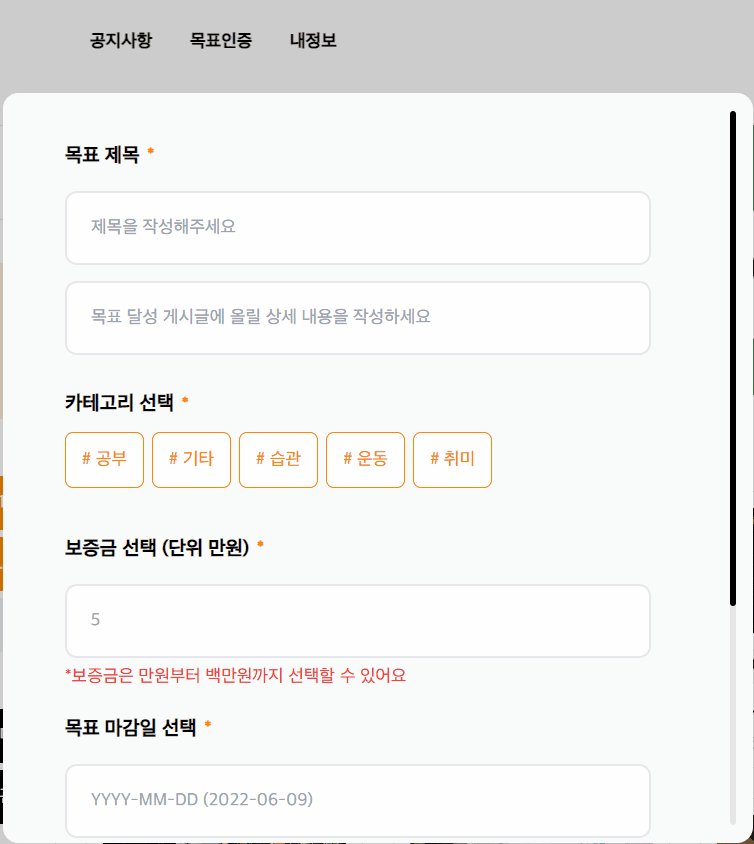 공지사항 목표인증 내정보
목표 제목 *
제목을 작성해주세요
목표 달성 게시글에 올릴 상세 내용을 작성하세요
카테고리 선택 *
# 공부 # 기타 # 습관 # 운동 # 취미
보증금 선택 (단위 만원) *
5
*보증금은 만원부터 백만원까지 선택할 수 있어요
목표 마감일 선택 *
YYYY-MM-DD (2022-06-09)